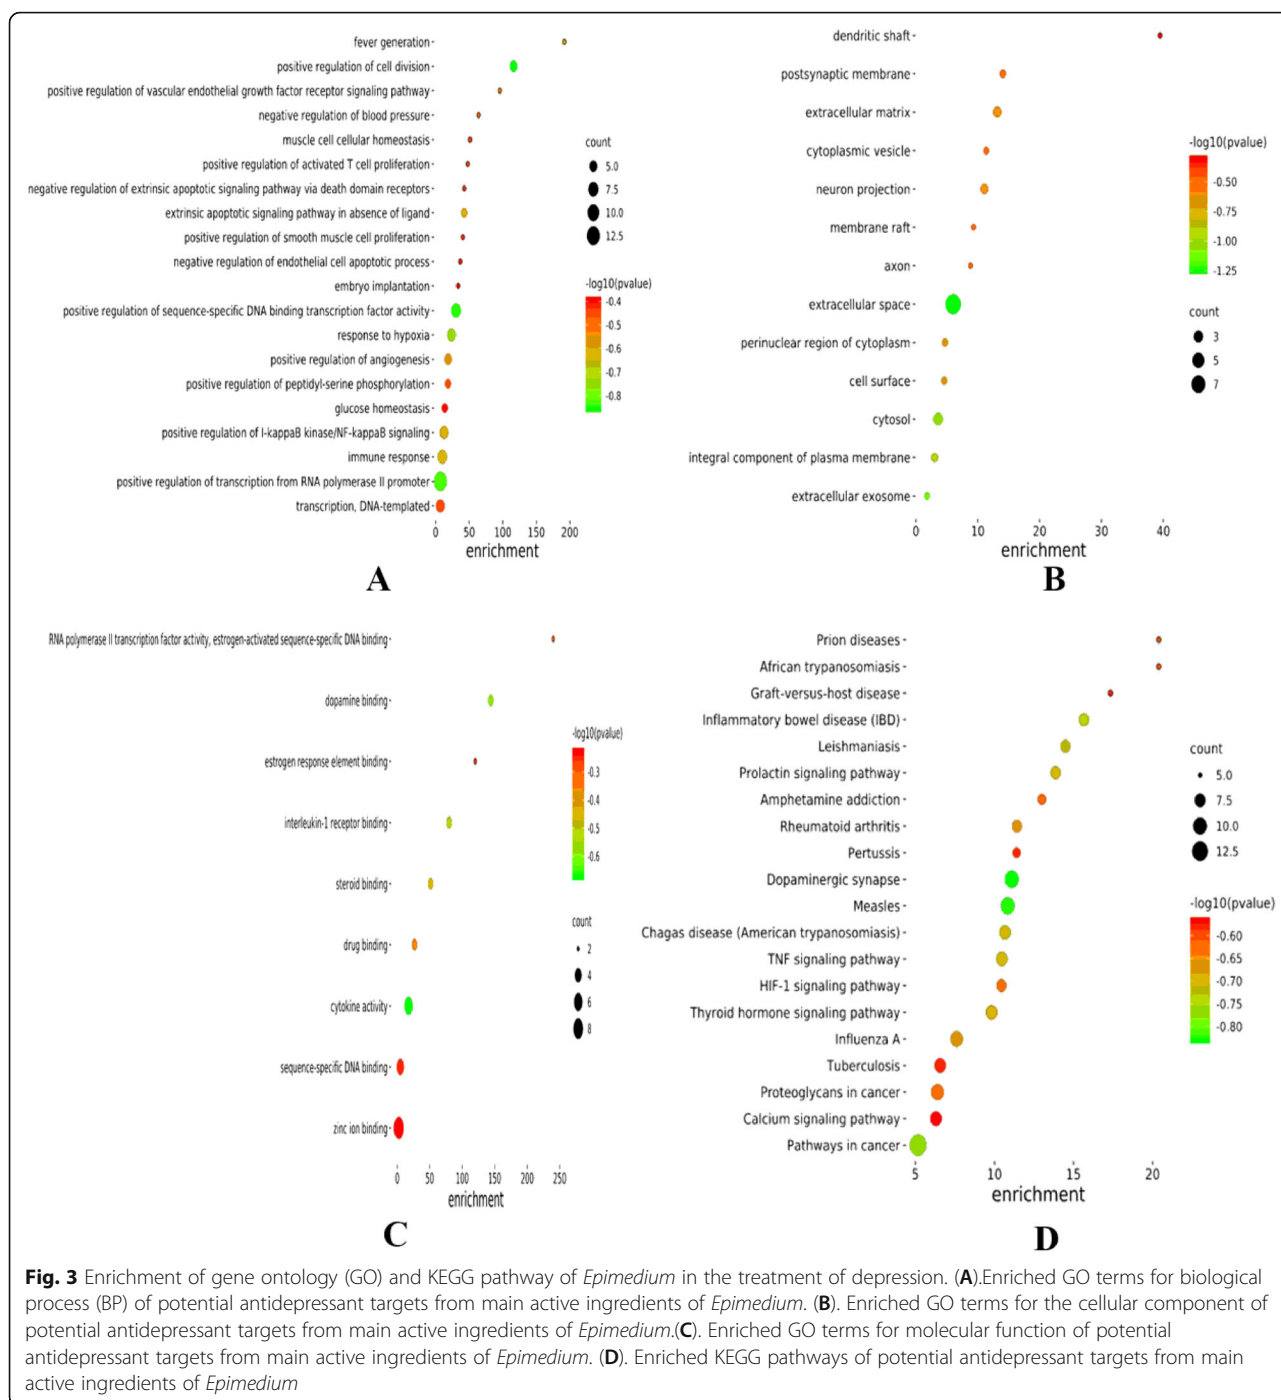 fever generation
positive regulation of cell division
positive regulation of vascular endothelial growth factor receptor signaling pathway
negative regulation of blood pressure
muscle cell cellular homeostasis
positive regulation of activated T cell proliferation
negative regulation of extrinsic apoptotic signaling pathway via death domain receptors
extrinsic apoptotic signaling pathway in absence of ligand
positive regulation of smooth muscle cell proliferation
negative regulation of endothelial cell apoptotic process
embryo implantation
positive regulation of sequence-specific DNA binding transcription factor activity
response to hypoxia
positive regulation of angiogenesis
positive regulation of peptidyl-serine phosphorylation
glucose homeostasis
positive regulation of I-kappaB kinase/NF-kappaB signaling
immune response
positive regulation of transcription from RNA polymerase II promoter
transcription, DNA-templated
0 50 100 150 200
enrichment
count
5.0
7.5
10.0
12.5
-log10(pvalue)
-0.4
-0.5
-0.6
-0.7
-0.8
A
dendritic shaft
postsynaptic membrane
extracellular matrix
cytoplasmic vesicle
neuron projection
membrane raft
axon
extracellular space
perinuclear region of cytoplasm
cell surface
cytosol
integral component of plasma membrane
extracellular exosome
0 10 20 30 40
enrichment
-log10(pvalue)
-0.50
-0.75
-1.00
-1.25
count
3
5
7
B
RNA polymerase II transcription factor activity, estrogen-activated sequence-specific DNA binding
dopamine binding
estrogen response element binding
interleukin-1 receptor binding
steroid binding
drug binding
cytokine activity
sequence-specific DNA binding
zinc ion binding
0 50 100 150 200 250
enrichment
-log10(pvalue)
-0.3
-0.4
-0.5
-0.6
count
2
4
6
8
C
Prion diseases
African trypanosomiasis
Graft-versus-host disease
Inflammatory bowel disease (IBD)
Leishmaniasis
Prolactin signaling pathway
Amphetamine addiction
Rheumatoid arthritis
Pertussis
Dopaminergic synapse
Measles
Chagas disease (American trypanosomiasis)
TNF signaling pathway
HIF-1 signaling pathway
Thyroid hormone signaling pathway
Influenza A
Tuberculosis
Proteoglycans in cancer
Calcium signaling pathway
Pathways in cancer
5 10 15 20
enrichment
count
5.0
7.5
10.0
12.5
-log10(pvalue)
-0.60
-0.65
-0.70
-0.75
-0.80
D
Fig. 3 Enrichment of gene ontology (GO) and KEGG pathway of Epimedium in the treatment of depression. (A).Enriched GO terms for biological
process (BP) of potential antidepressant targets from main active ingredients of Epimedium. (B). Enriched GO terms for the cellular component of
potential antidepressant targets from main active ingredients of Epimedium.(C). Enriched GO terms for molecular function of potential
antidepressant targets from main active ingredients of Epimedium. (D). Enriched KEGG pathways of potential antidepressant targets from main
active ingredients of Epimedium